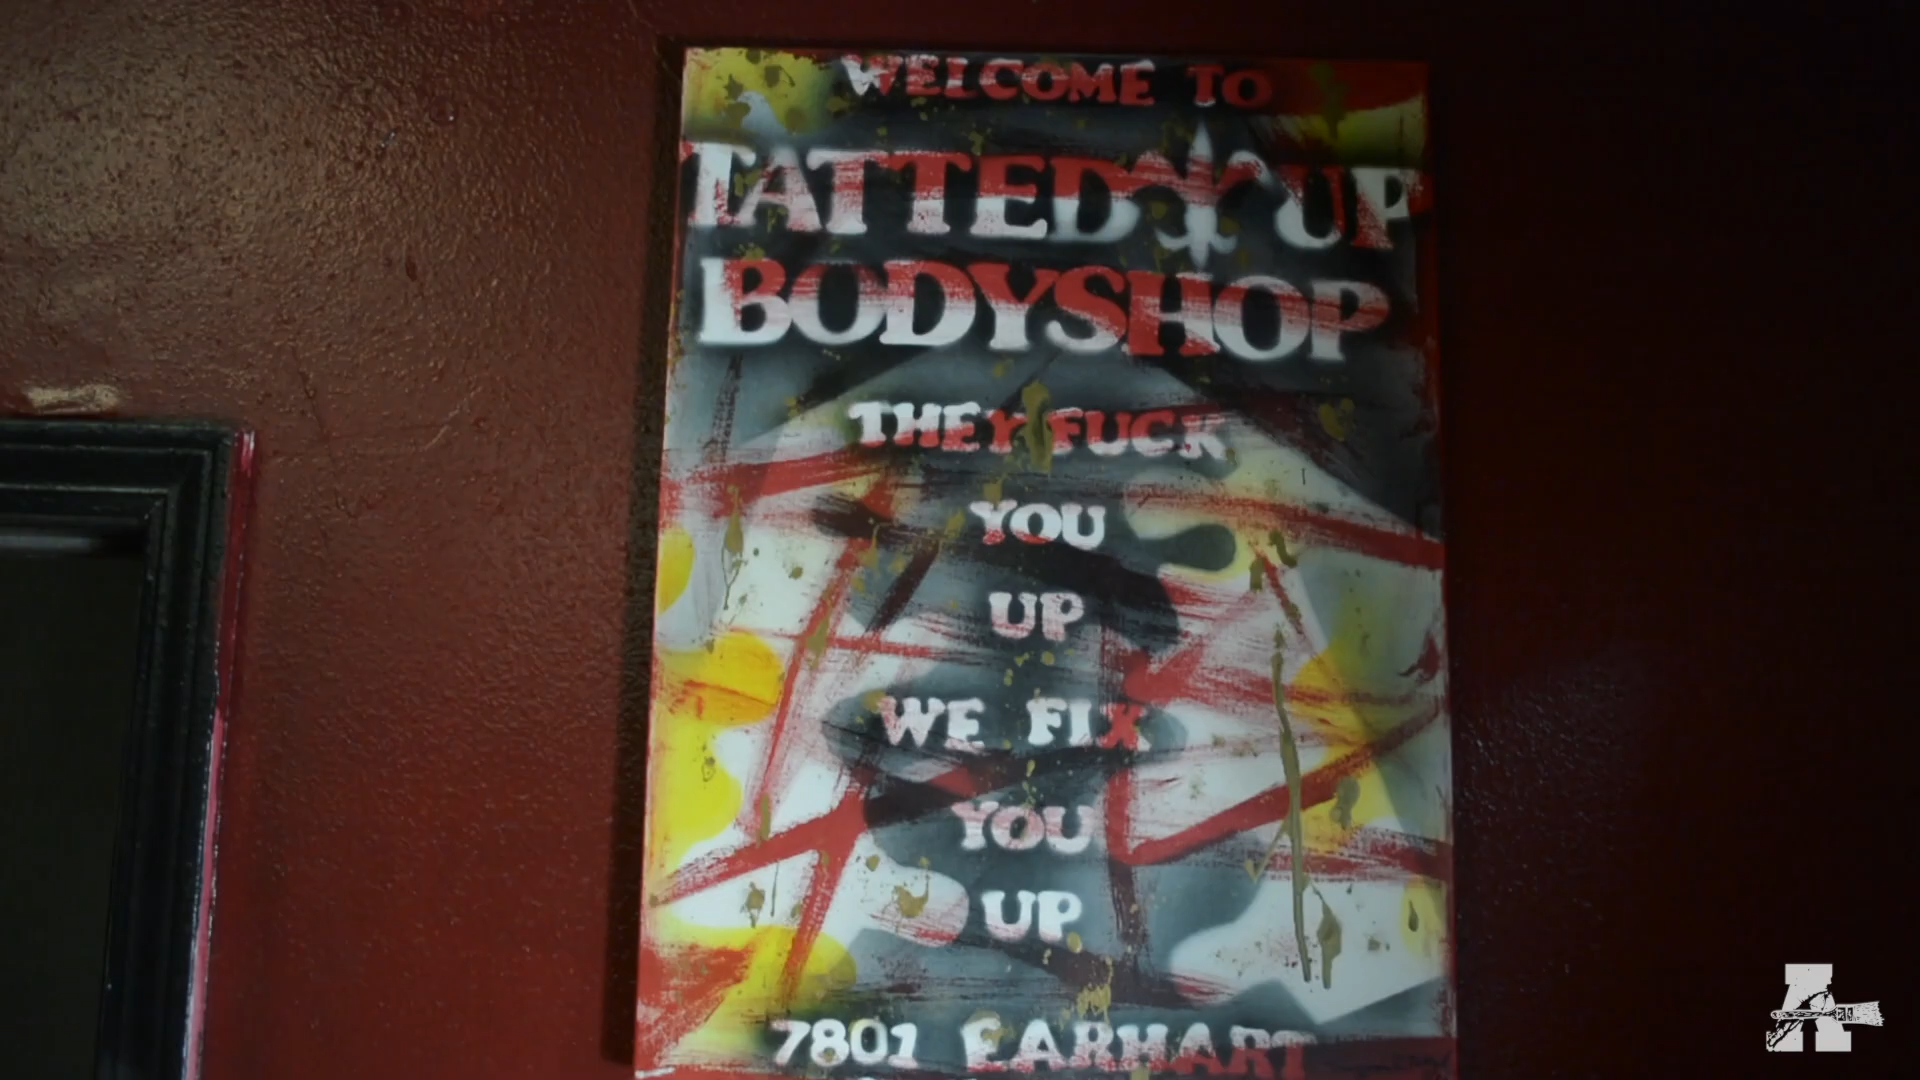 WELCOME TO
TATTED UP
BODYSHOP
THEY FUCK
YOU
UP
WE FIX
YOU
UP
7801 EARHART
A